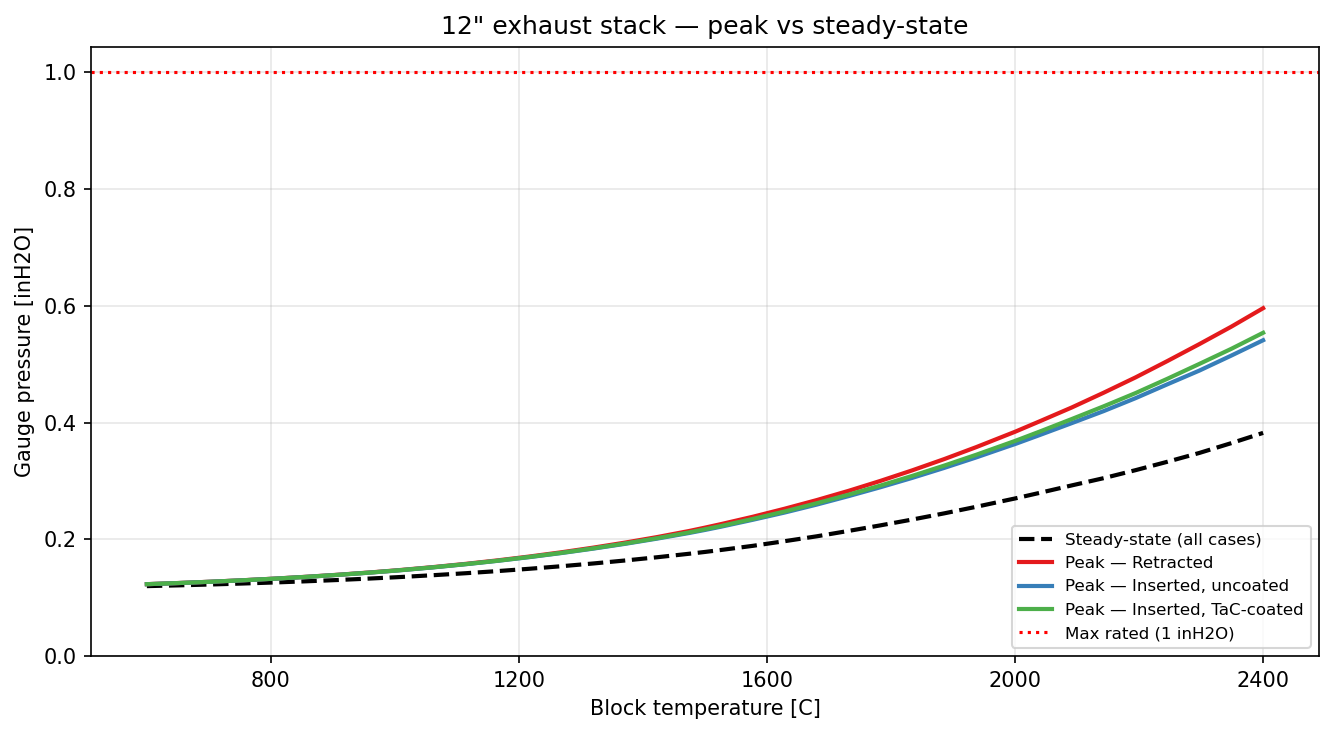 12" exhaust stack — peak vs steady-state
Gauge pressure [inH2O]
1.0
0.8
0.6
0.4
0.2
0.0
Steady-state (all cases)
Peak — Retracted
Peak — Inserted, uncoated
Peak — Inserted, TaC-coated
Max rated (1 inH2O)
800 1200 1600 2000 2400
Block temperature [C]